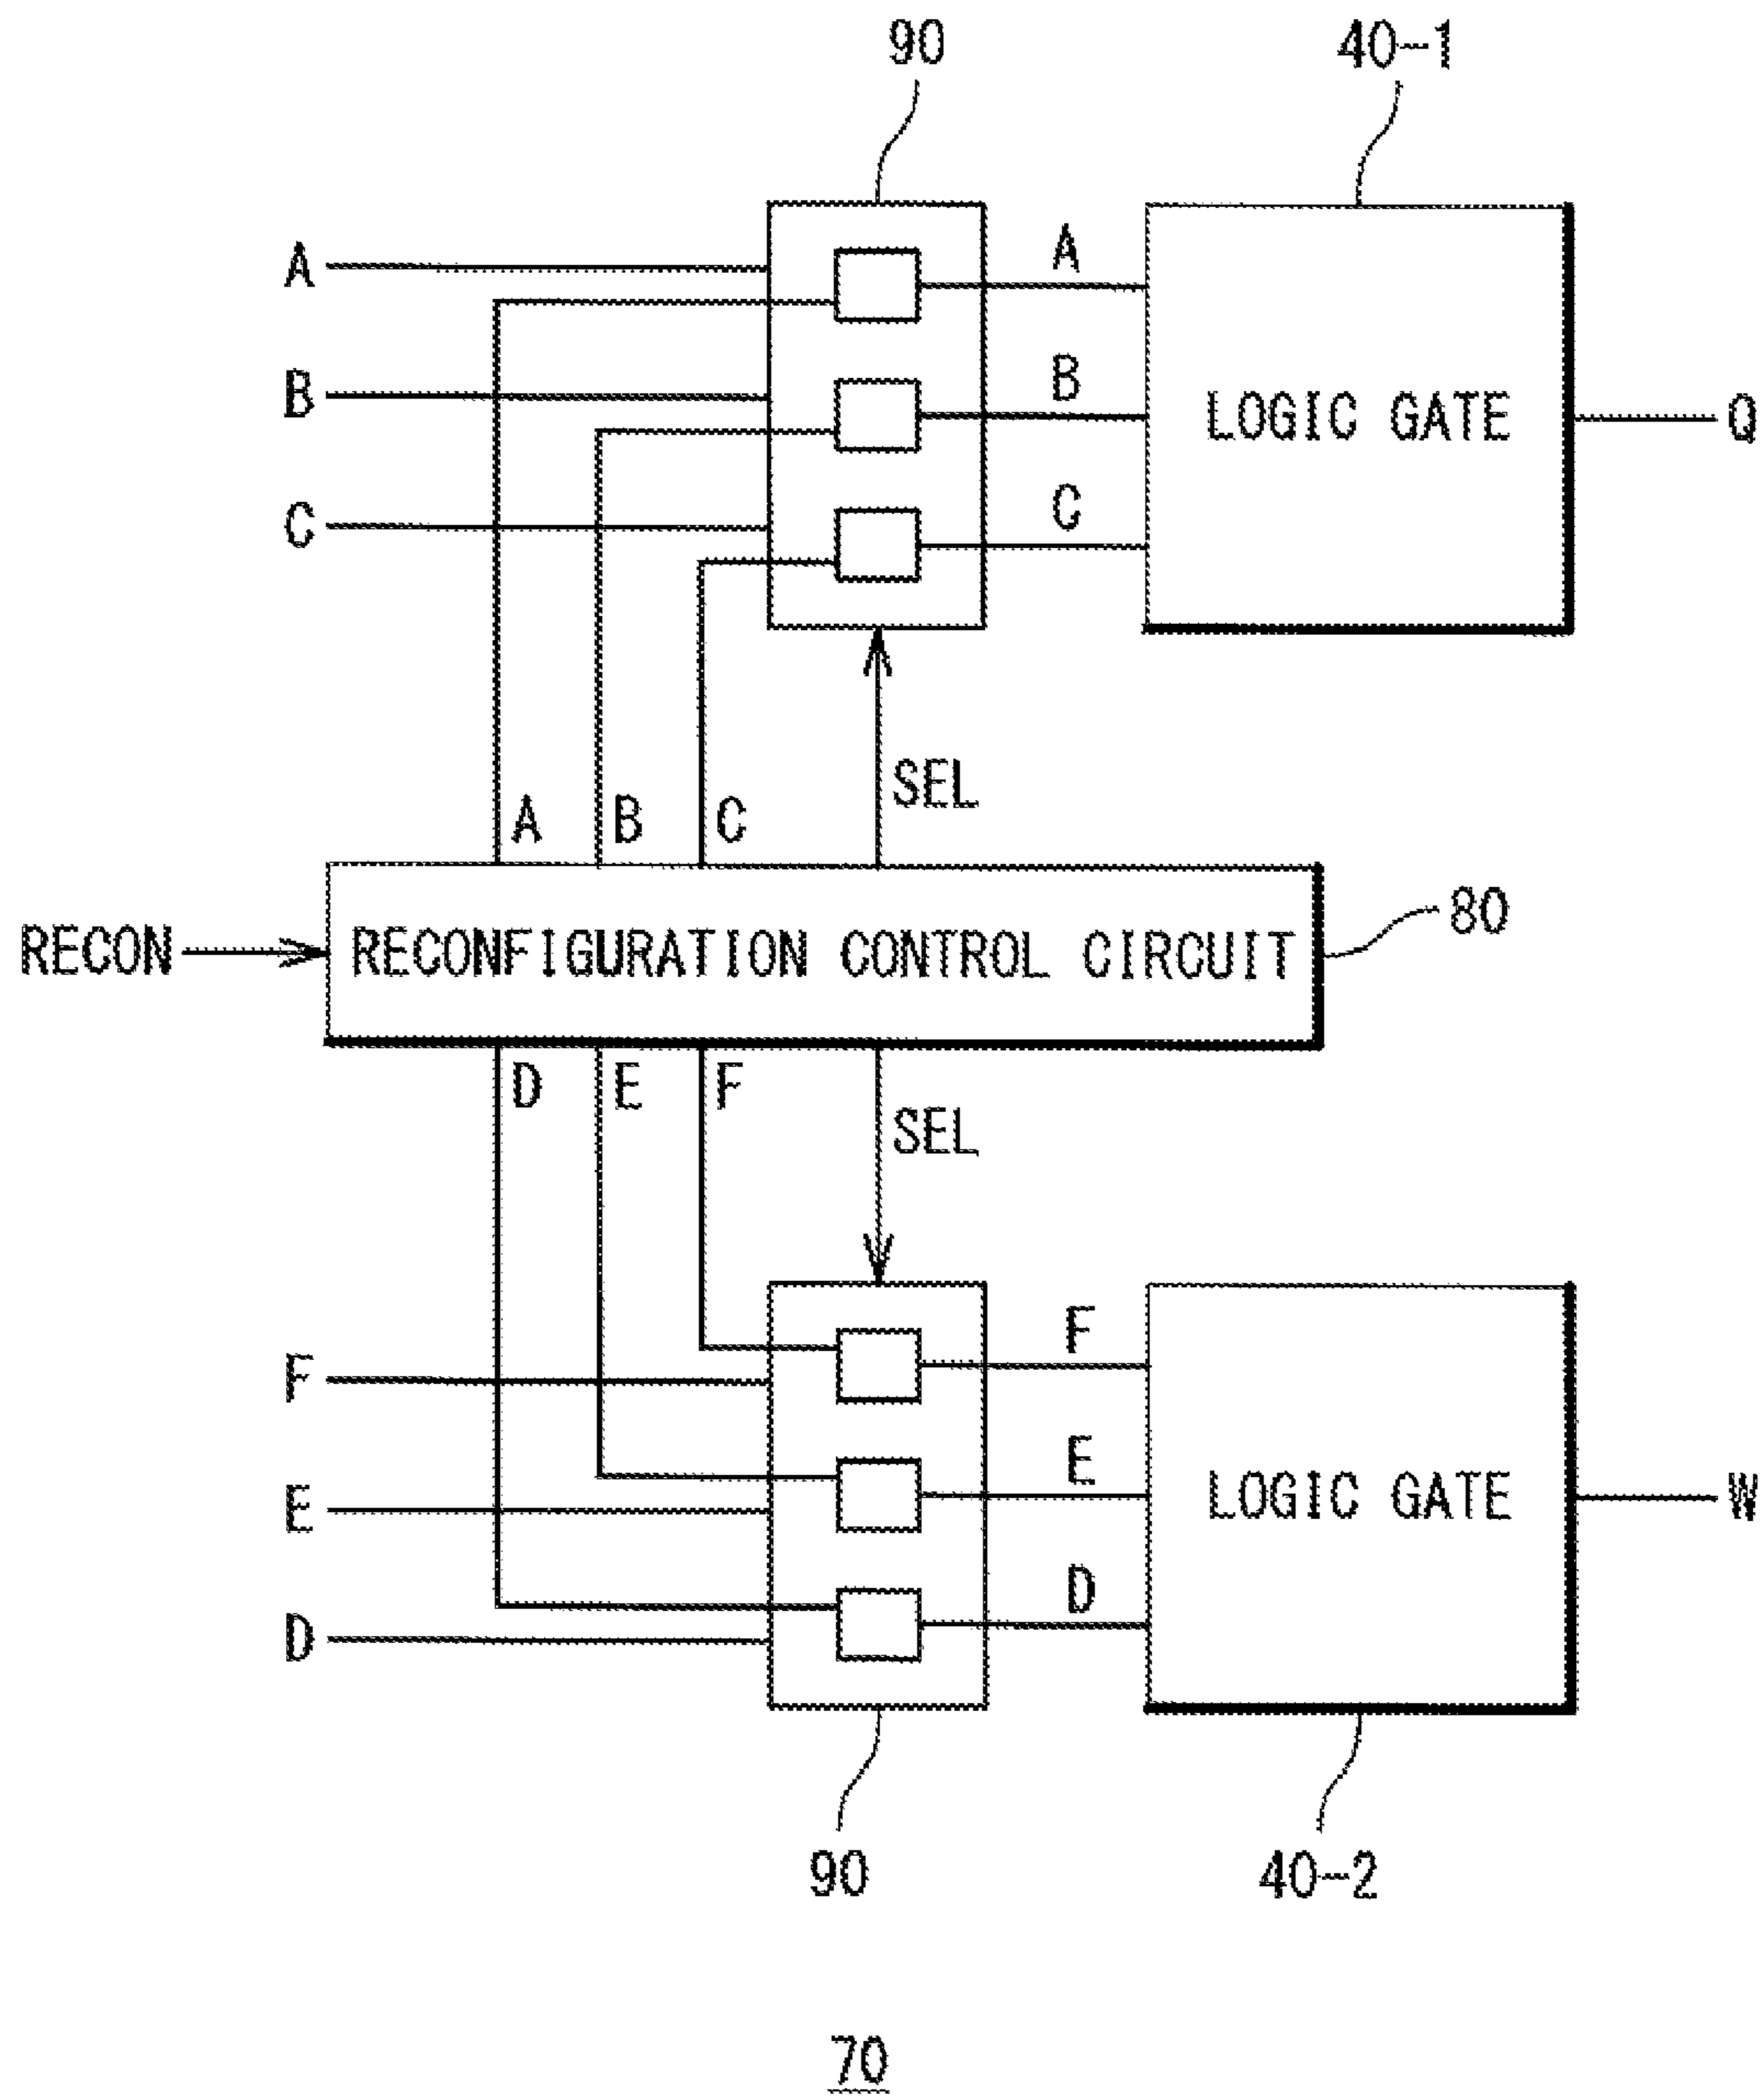 90
40-1
A
A
B
B
LOGIC GATE
Q
C
C
SEL
A
B
C
80
RECON
RECONFIGURATION CONTROL CIRCUIT
D
E
F
SEL
F
F
E
E
LOGIC GATE
W
D
D
90
40-2
70